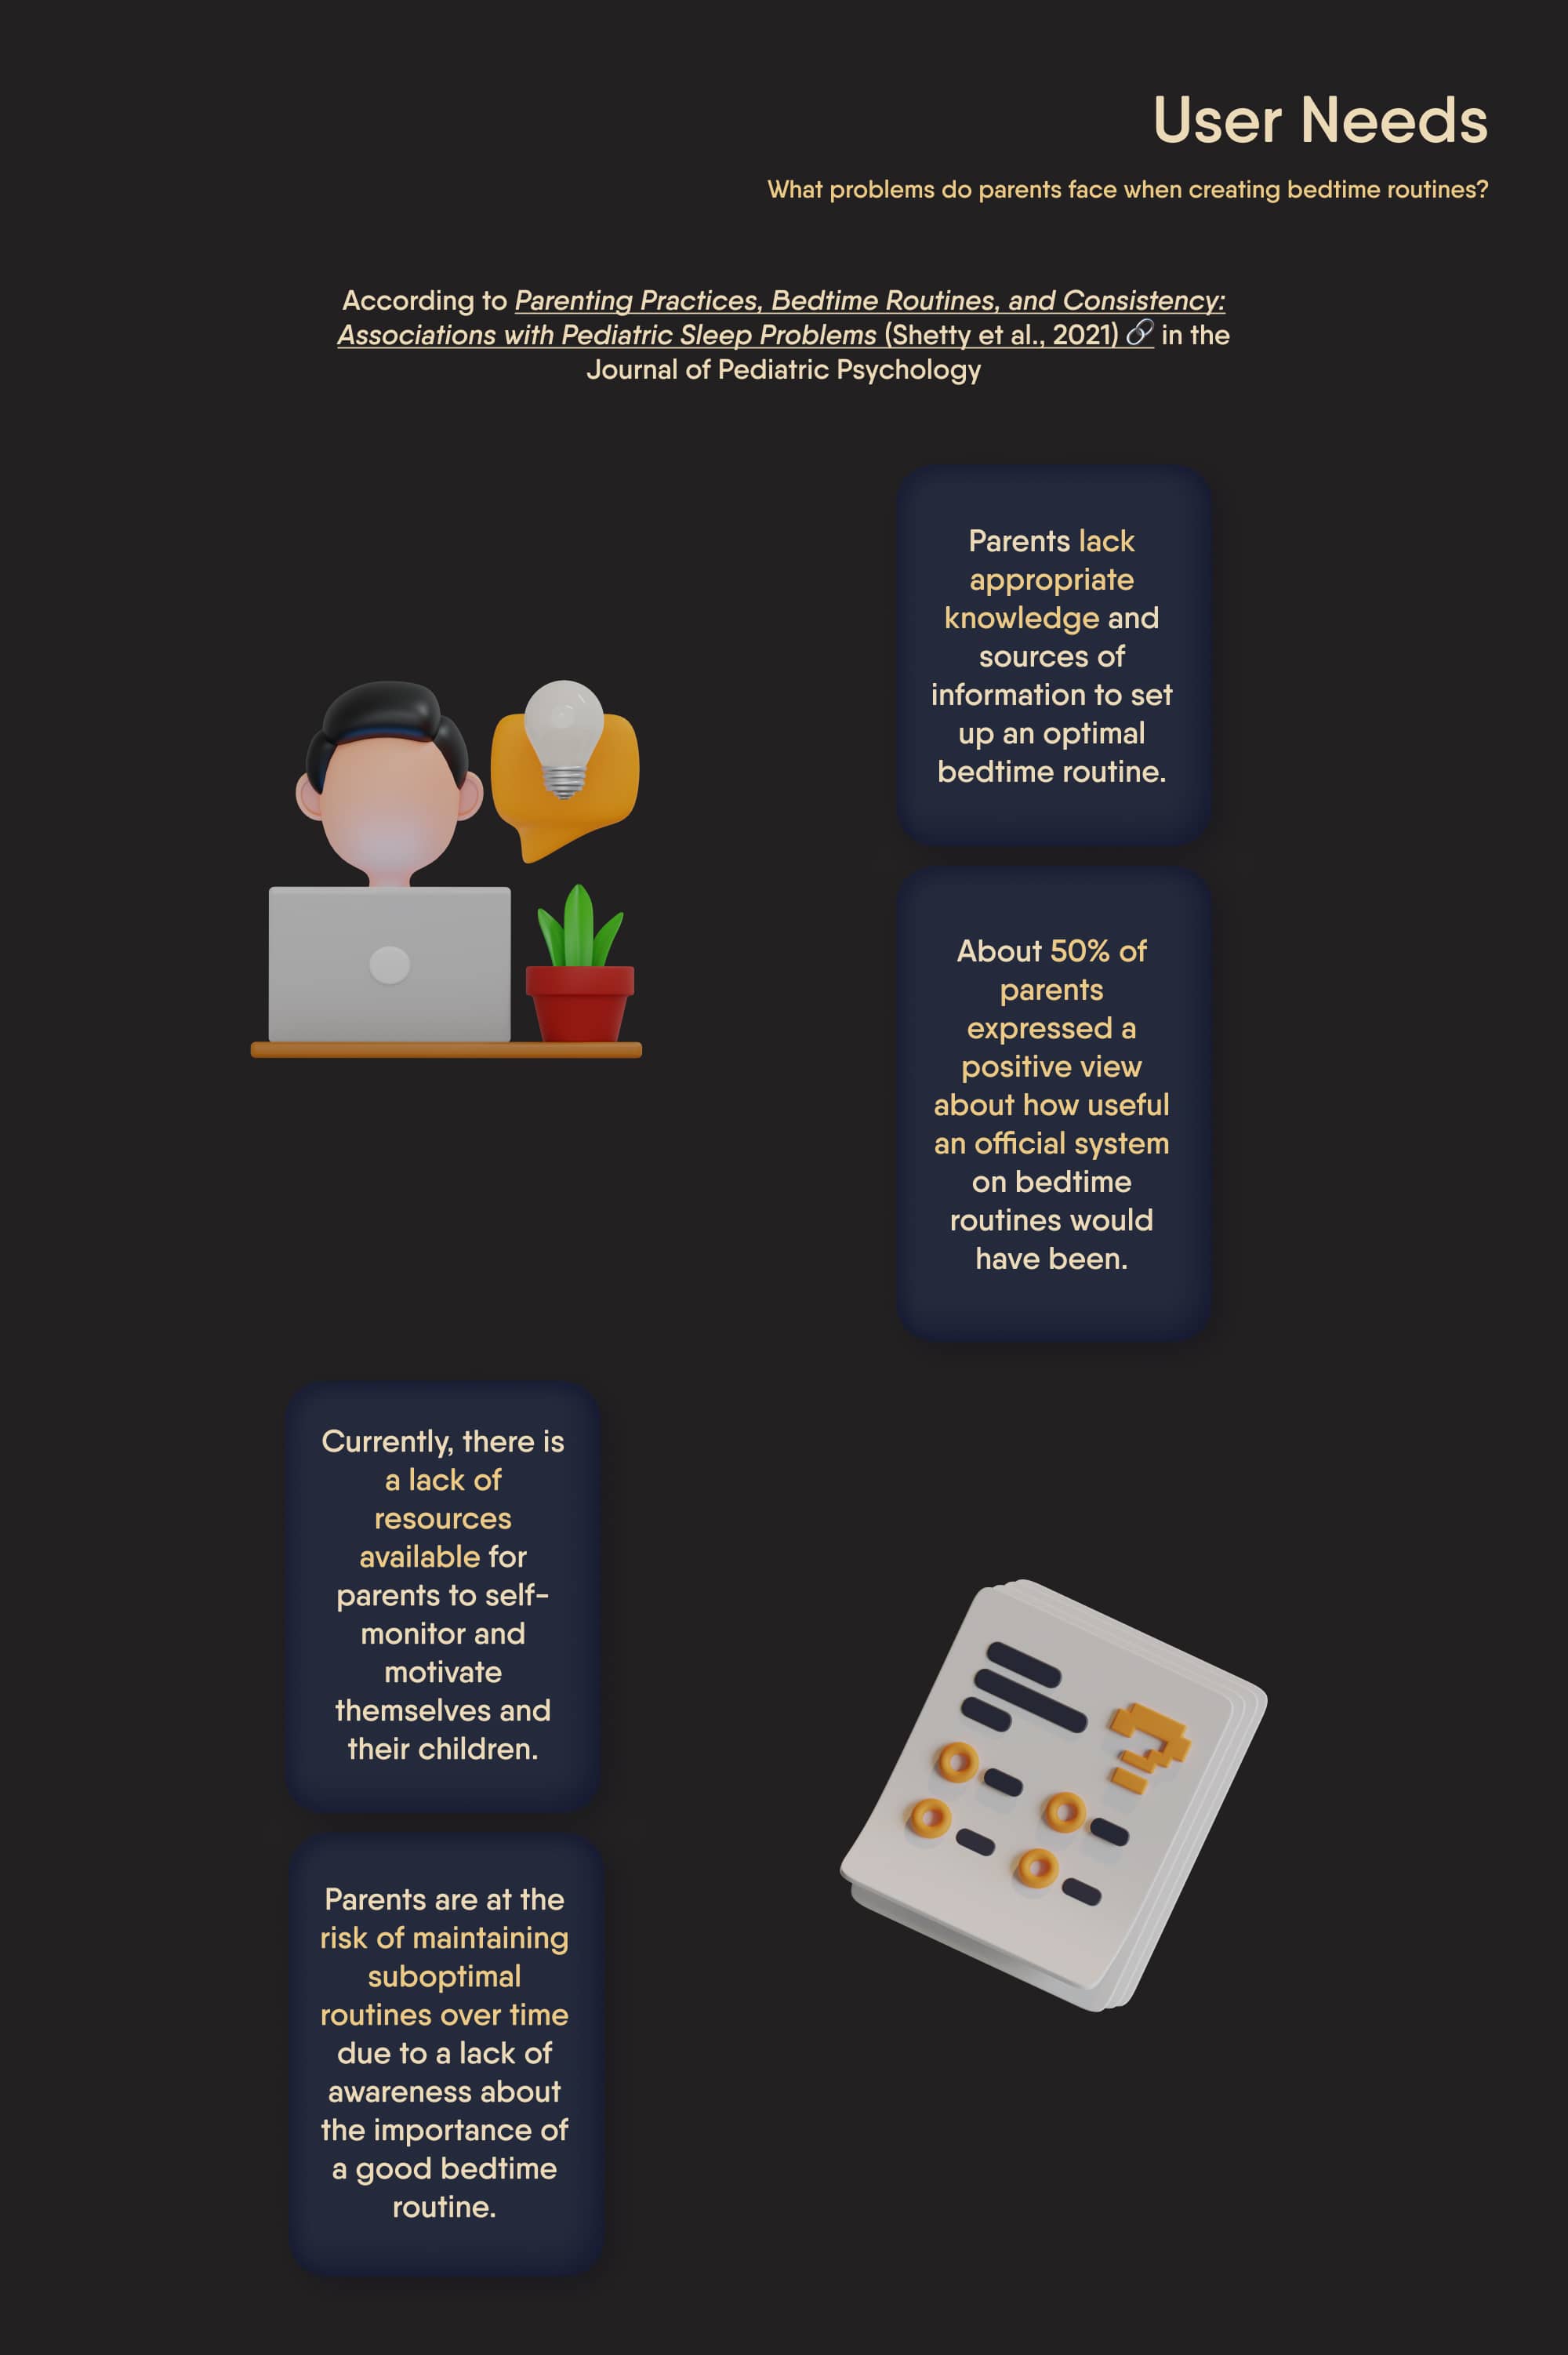 User Needs
What problems do parents face when creating bedtime routines?
According to Parenting Practices, Bedtime Routines, and Consistency:
Associations with Pediatric Sleep Problems (Shetty et al., 2021) 🔗 in the
Journal of Pediatric Psychology
Parents lack
appropriate
knowledge and
sources of
information to set
up an optimal
bedtime routine.
About 50% of
parents
expressed a
positive view
about how useful
an official system
on bedtime
routines would
have been.
Currently, there is
a lack of
resources
available for
parents to self-
monitor and
motivate
themselves and
their children.
Parents are at the
risk of maintaining
suboptimal
routines over time
due to a lack of
awareness about
the importance of
a good bedtime
routine.